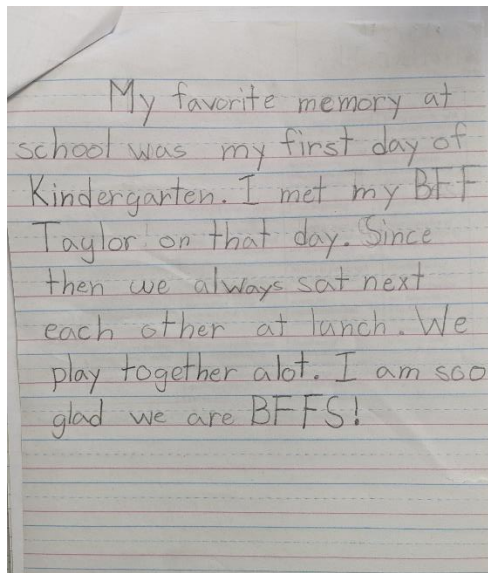 My favorite memory at
school was my first day of
Kindergarten. I met my BFF
Taylor on that day. Since
then we always sat next
each other at lunch. We
play together alot. I am soo
glad we are BFFS!